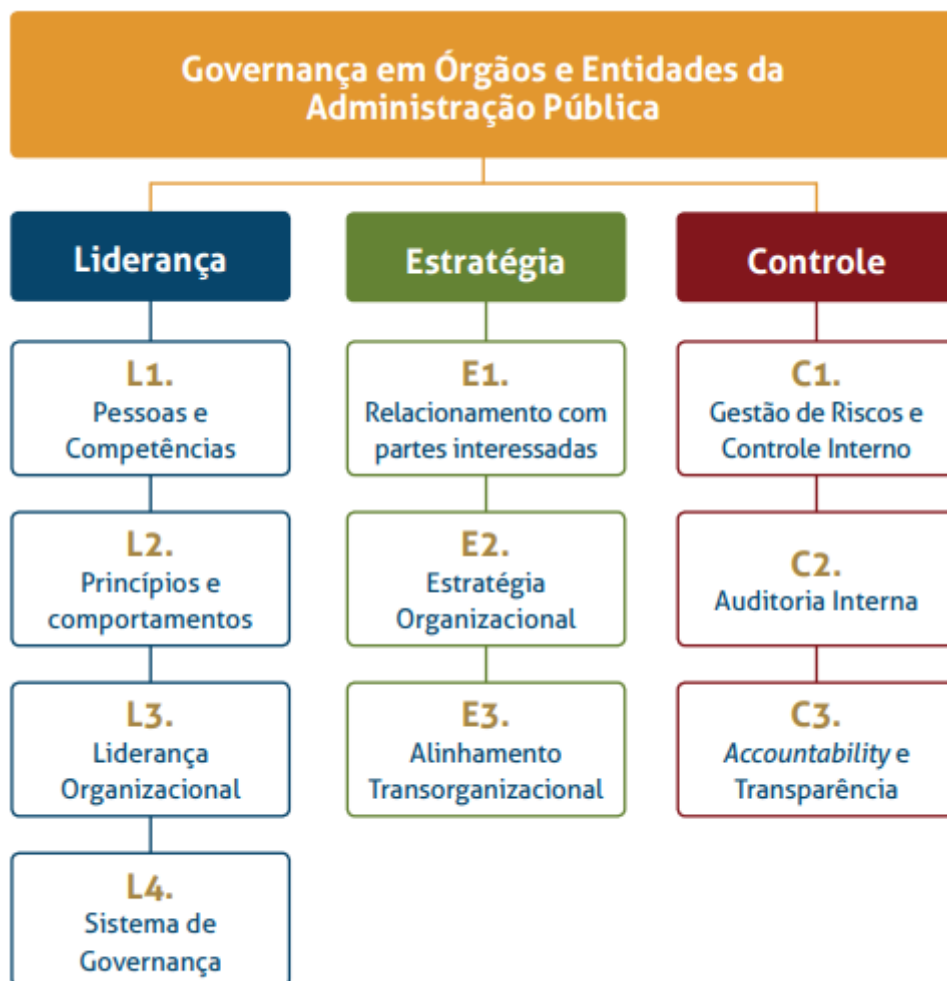 Governança em Órgãos e Entidades da
Administração Pública
Liderança
Estratégia
Controle
L1.
Pessoas e
Competências
E1.
Relacionamento com
partes interessadas
C1.
Gestão de Riscos e
Controle Interno
L2.
Princípios e
comportamentos
E2.
Estratégia
Organizacional
C2.
Auditoria Interna
L3.
Liderança
Organizacional
E3.
Alinhamento
Transorganizacional
C3.
Accountability e
Transparência
L4.
Sistema de
Governança